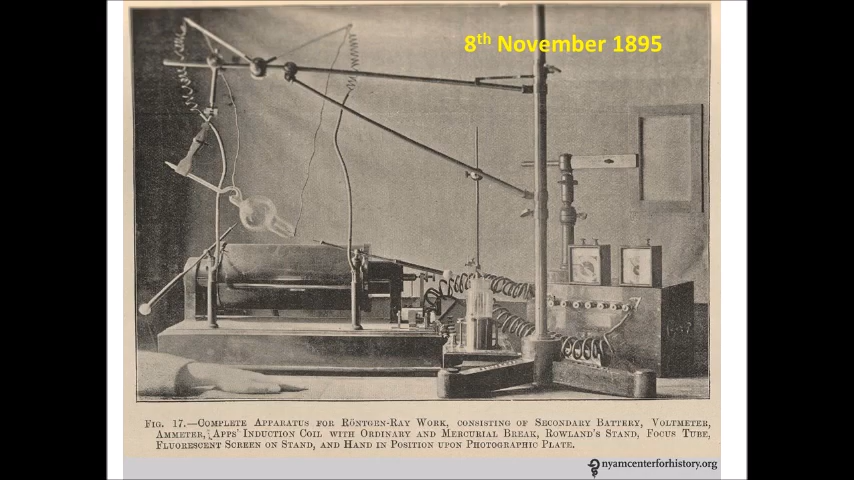 8th November 1895
Fig. 17.—Complete Apparatus for Röntgen-Ray Work, consisting of Secondary Battery, Voltmeter,
Ammeter, Apps' Induction Coil with Ordinary and Mercurial Break, Rowland's Stand, Focus Tube,
Fluorescent Screen on Stand, and Hand in Position upon Photographic Plate.
nyamcenterforhistory.org